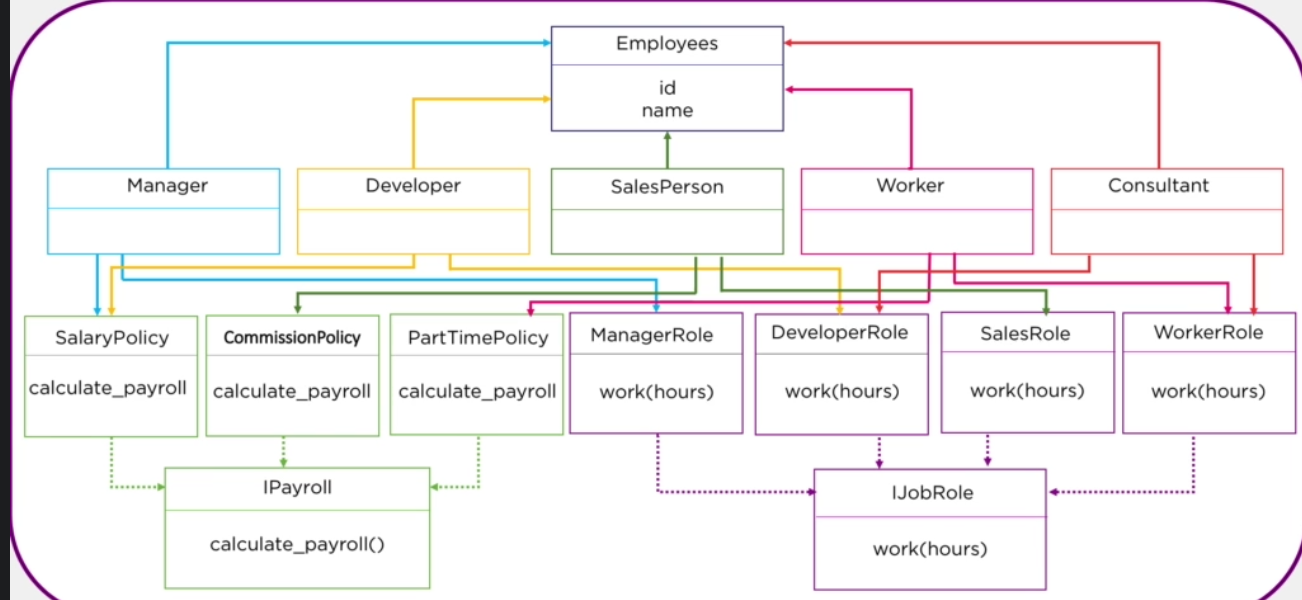 Employees
id
name
Manager
Developer
SalesPerson
Worker
Consultant
SalaryPolicy
calculate_payroll
CommissionPolicy
calculate_payroll
PartTimePolicy
calculate_payroll
ManagerRole
work(hours)
DeveloperRole
work(hours)
SalesRole
work(hours)
WorkerRole
work(hours)
IPayroll
calculate_payroll()
IJobRole
work(hours)